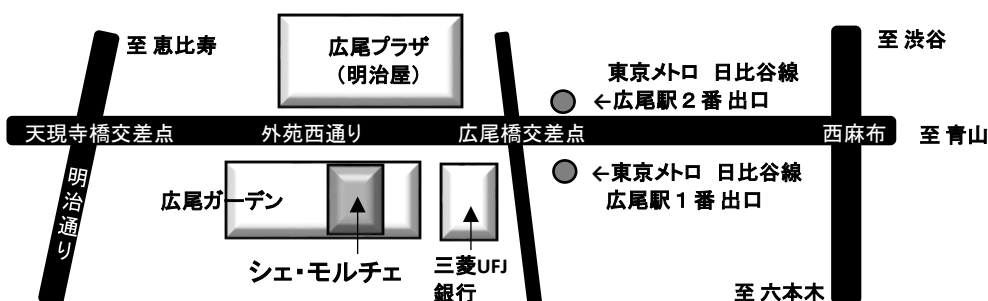 至 恵比寿
広尾プラザ
（明治屋）
至 渋谷
東京メトロ　日比谷線
←広尾駅２番 出口
天現寺橋交差点
外苑西通り
広尾橋交差点
西麻布
至 青山
明治通り
広尾ガーデン
←東京メトロ　日比谷線
広尾駅１番 出口
シェ・モルチェ
三菱UFJ
銀行
至 六本木